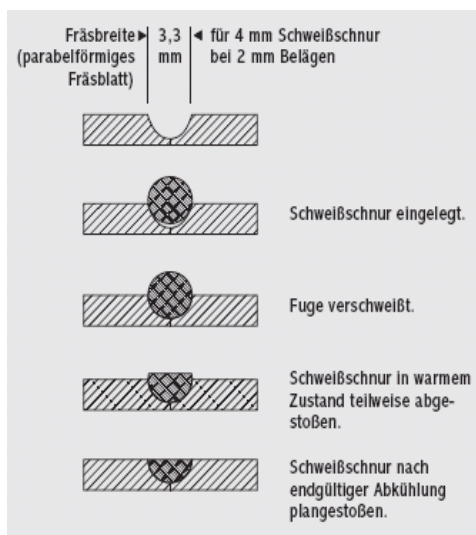 Fräsbreite
(parabelförmiges
Fräsblatt)
3,3
mm
für 4 mm Schweißschnur
bei 2 mm Belägen
Schweißschnur eingelegt.
Fuge verschweißt.
Schweißschnur in warmem
Zustand teilweise abge-
stoßen.
Schweißschnur nach
endgültiger Abkühlung
plangestoßen.